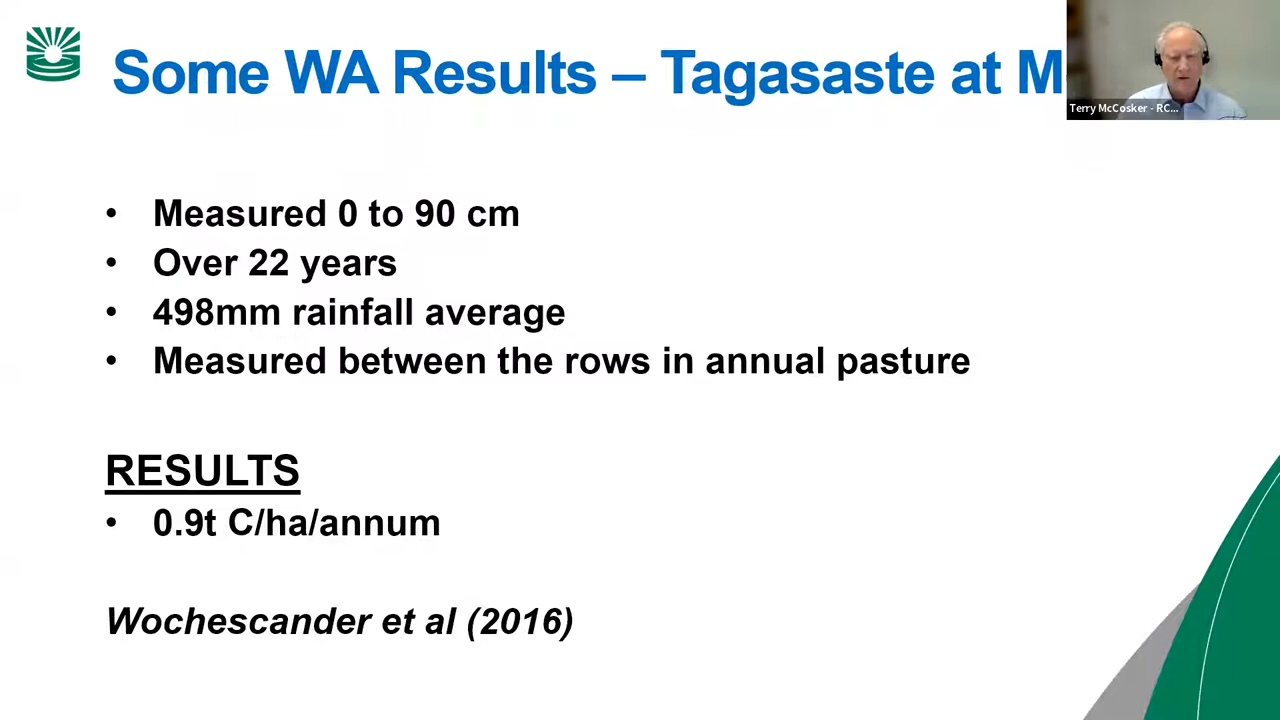 Some WA Results – Tagasaste at M
Terry McCosker - RC...
• Measured 0 to 90 cm
• Over 22 years
• 498mm rainfall average
• Measured between the rows in annual pasture
RESULTS
• 0.9t C/ha/annum
Wochescander et al (2016)